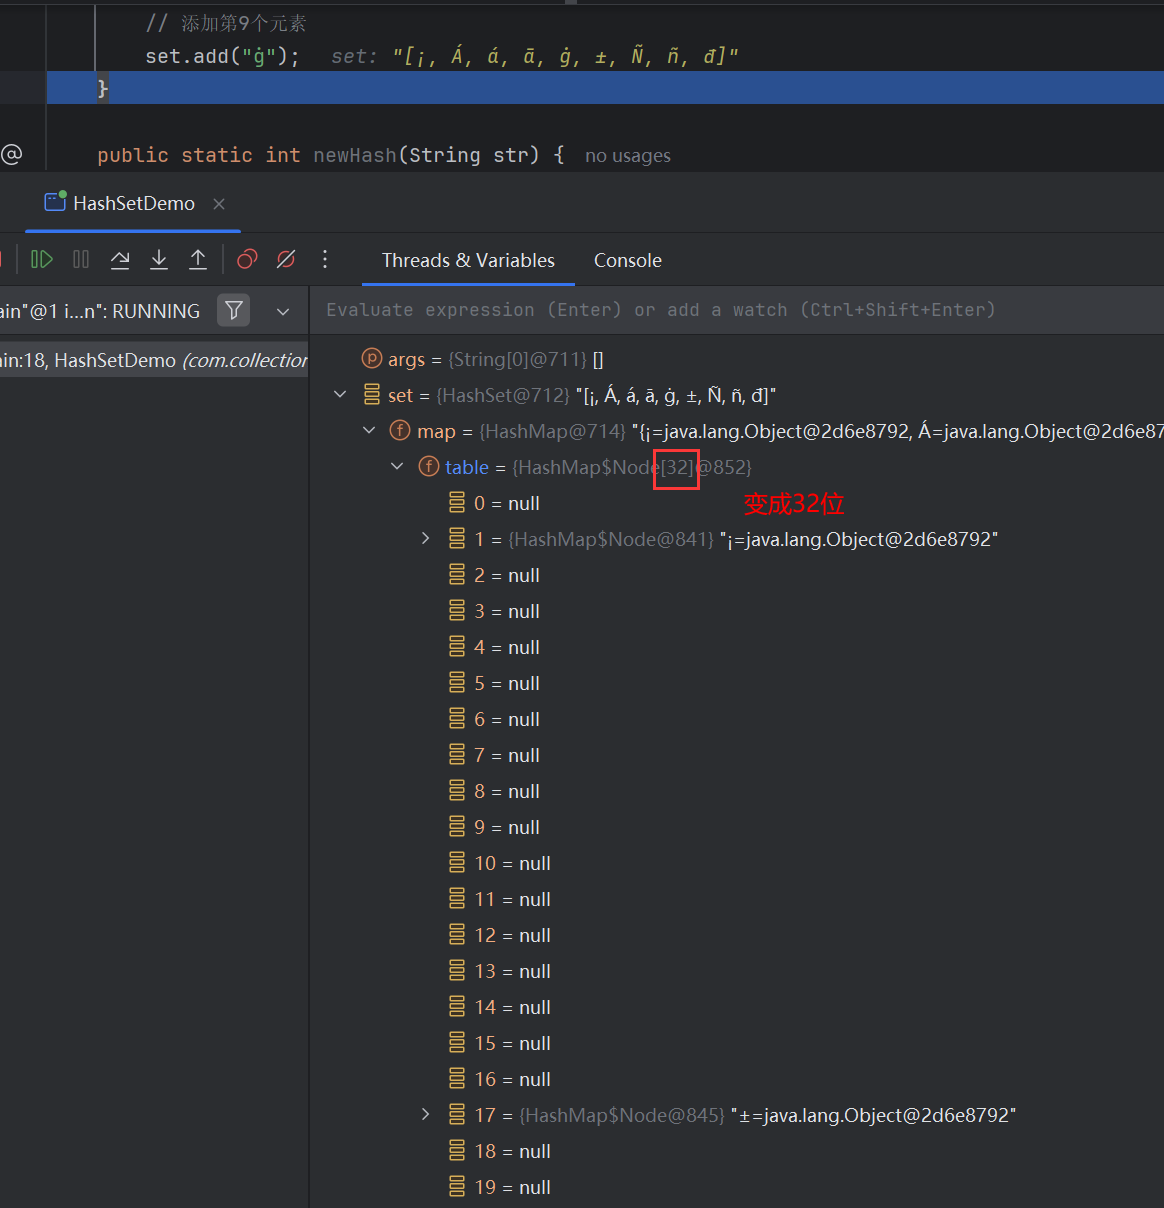 // 添加第9个元素
set.add("ġ"); set: "[¡, Á, á, ā, ġ, ±, Ñ, ñ, đ]"
}
@
public static int newHash(String str) { no usages
HashSetDemo
Threads & Variables Console
ain"@1 i...n": RUNNING
Evaluate expression (Enter) or add a watch (Ctrl+Shift+Enter)
in:18, HashSetDemo (com.collection
args = {String[0]@711} []
set = {HashSet@712} "[¡, Á, á, ā, ġ, ±, Ñ, ñ, đ]"
map = {HashMap@714} "{¡=java.lang.Object@2d6e8792, Á=java.lang.Object@2d6e87
table = {HashMap$Node[32]@852}
0 = null
变成32位
1 = {HashMap$Node@841} "¡=java.lang.Object@2d6e8792"
2 = null
3 = null
4 = null
5 = null
6 = null
7 = null
8 = null
9 = null
10 = null
11 = null
12 = null
13 = null
14 = null
15 = null
16 = null
17 = {HashMap$Node@845} "±=java.lang.Object@2d6e8792"
18 = null
19 = null